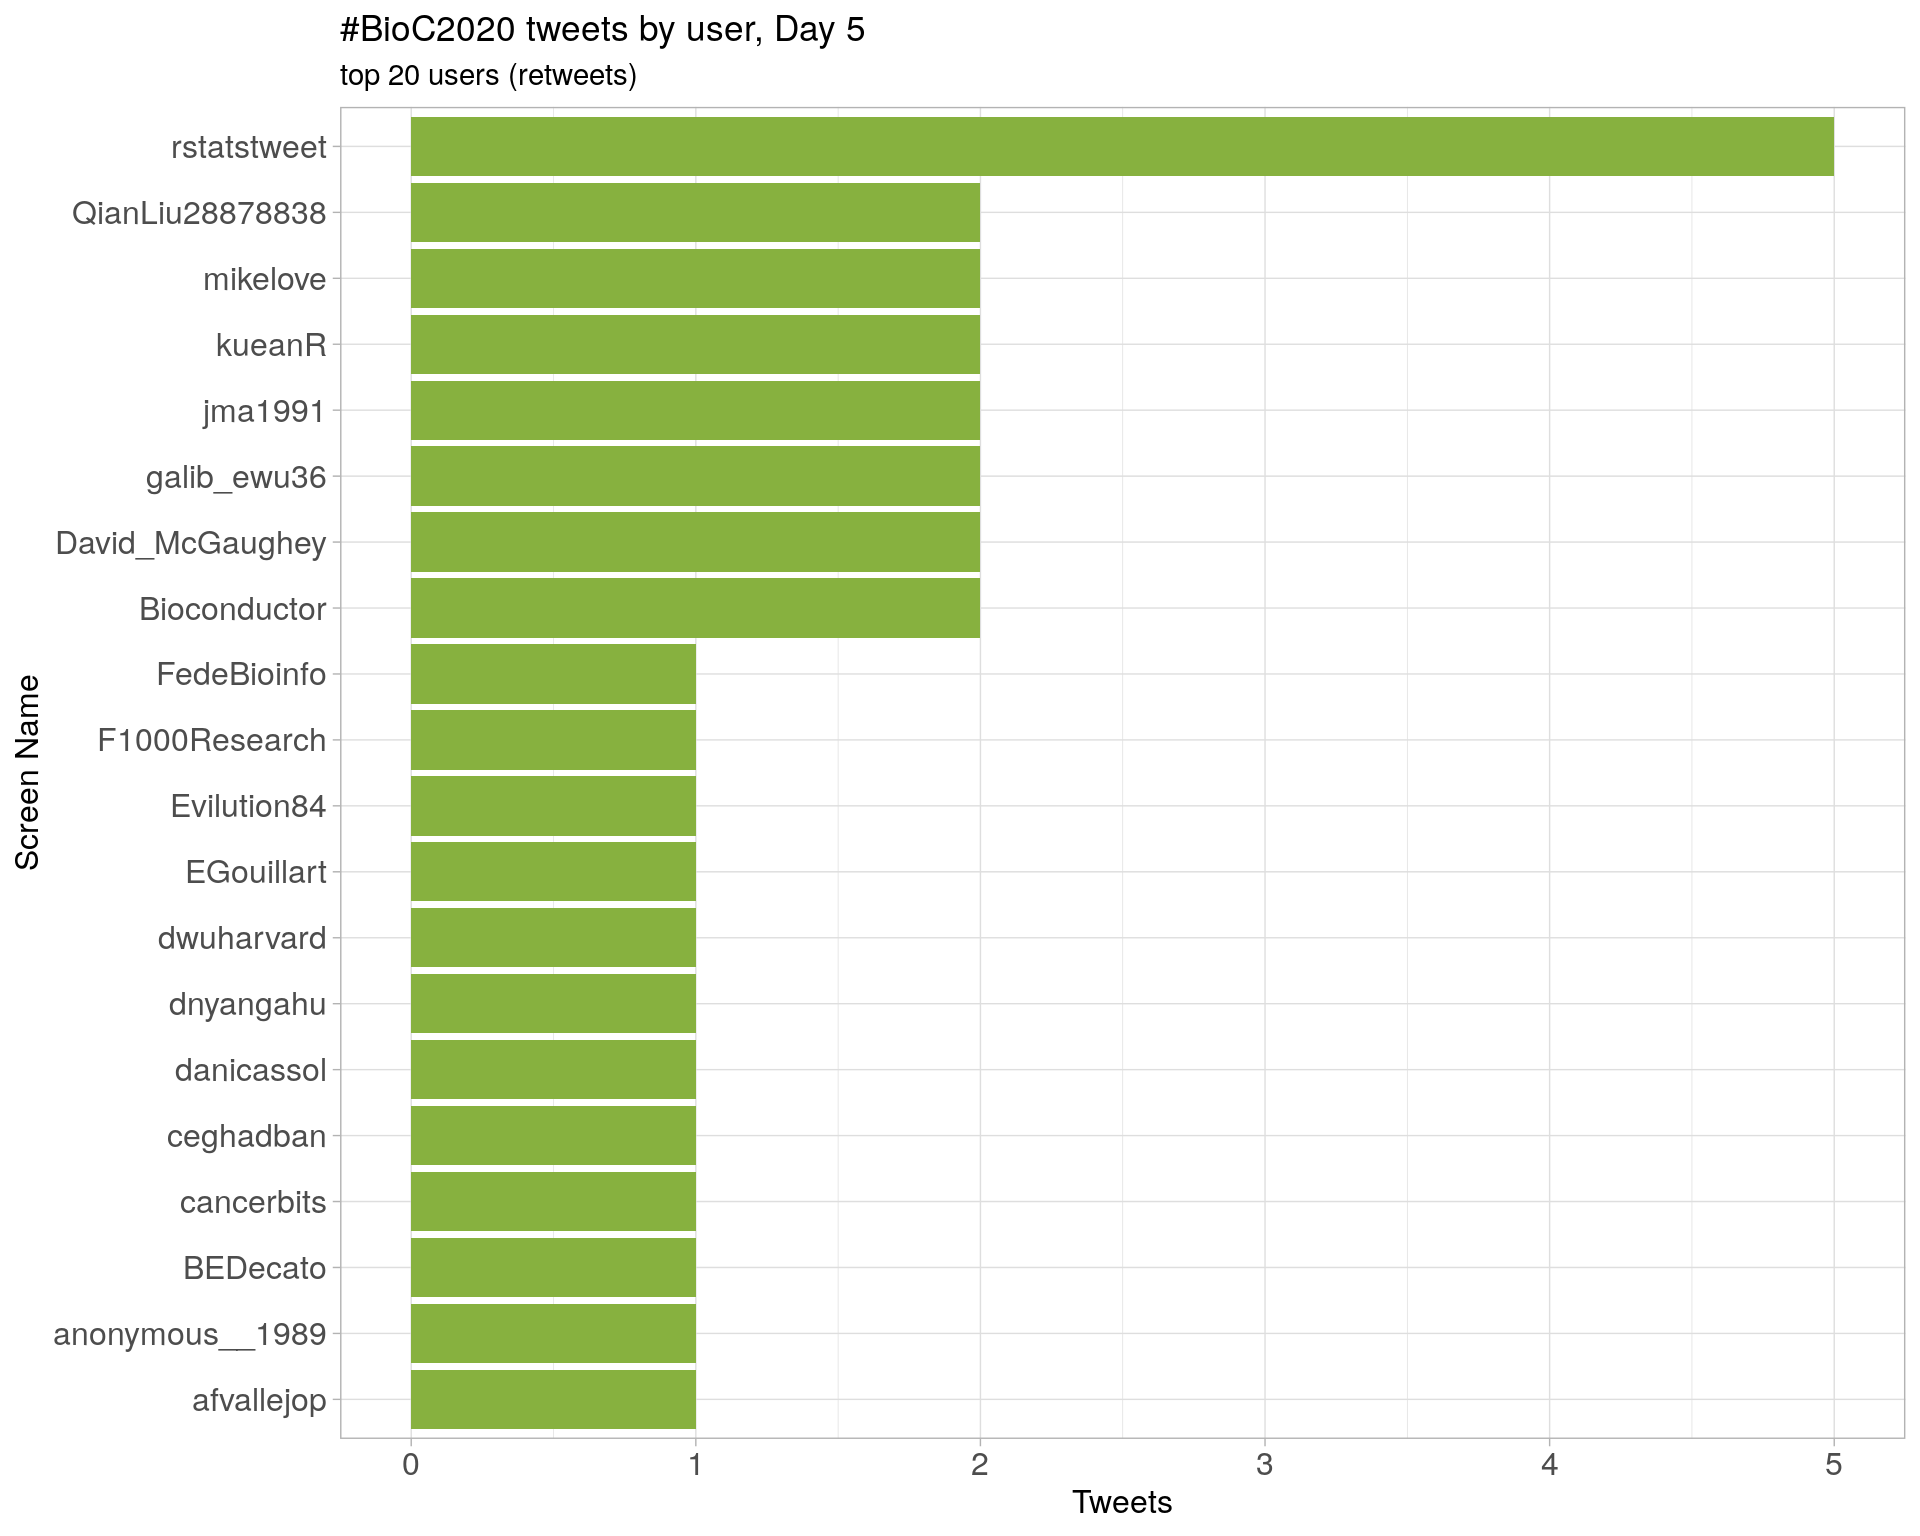 #BioC2020 tweets by user, Day 5
top 20 users (retweets)
rstatstweet
QianLiu28878838
mikelove
kueanR
jma1991
galib_ewu36
David_McGaughey
Bioconductor
FedeBioinfo
F1000Research
Evilution84
EGouillart
dwuharvard
dnyangahu
danicassol
ceghadban
cancerbits
BEDecato
anonymous__1989
afvallejop
Screen Name
0 1 2 3 4 5
Tweets